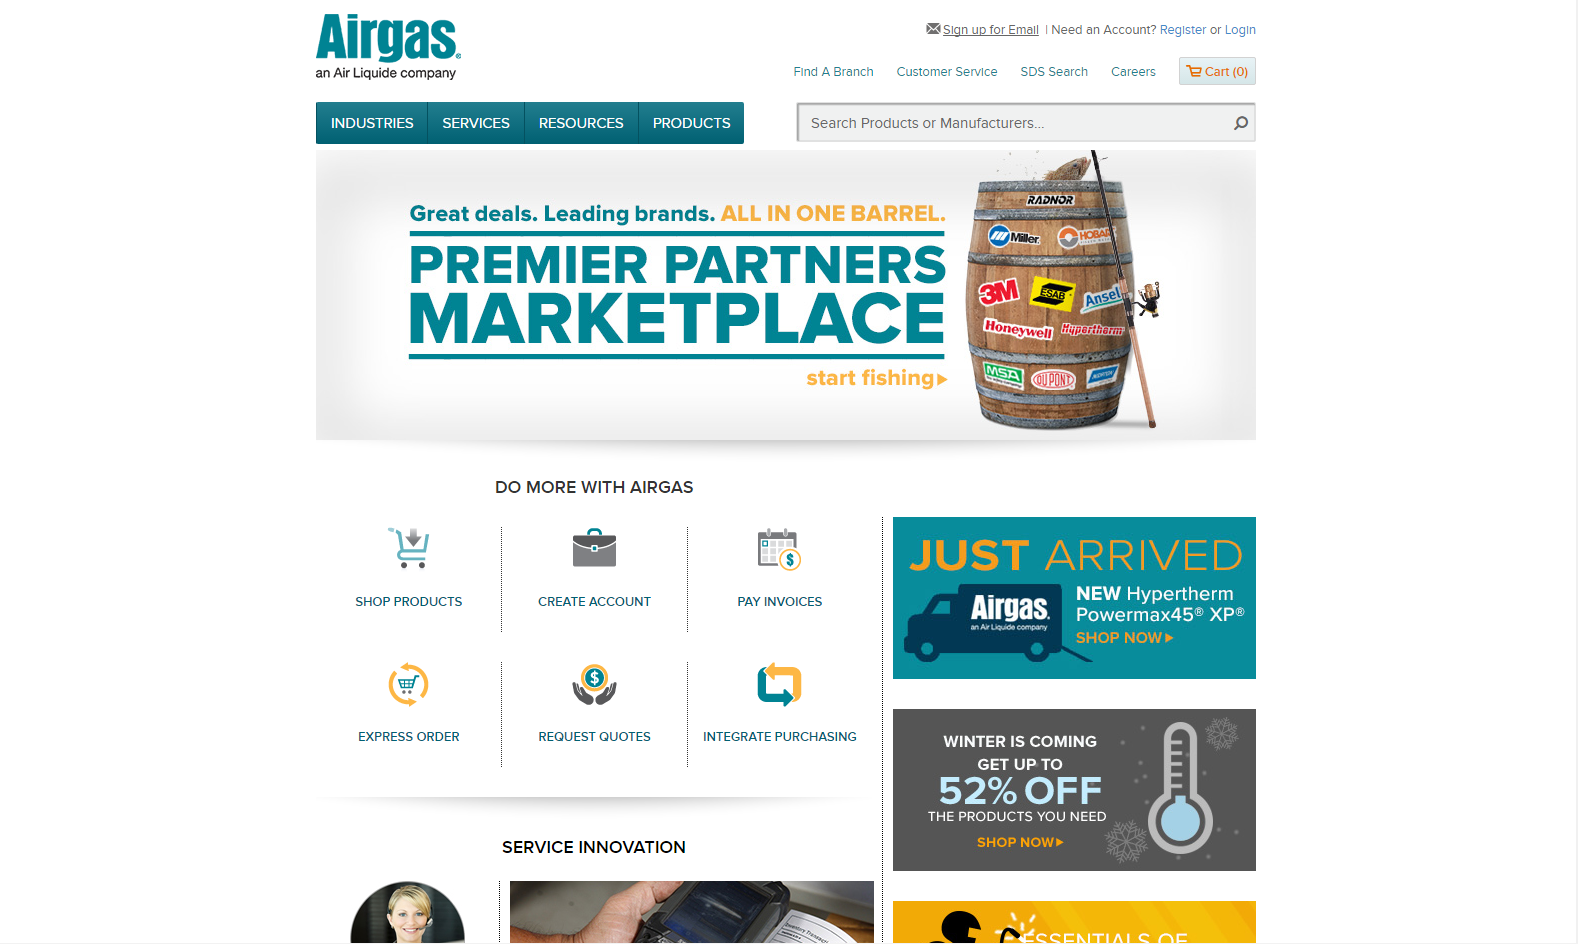 Airgas®
an Air Liquide company
Sign up for Email | Need an Account? Register or Login
Find A Branch Customer Service SDS Search Careers Cart (0)
INDUSTRIES SERVICES RESOURCES PRODUCTS
Search Products or Manufacturers...
Great deals. Leading brands. ALL IN ONE BARREL.
PREMIER PARTNERS
MARKETPLACE
start fishing
RADNOR
Miller
HOBART
3M
ESAB
Ansell
Honeywell
Hypertherm
MSA
DUPONT
NORTON
DO MORE WITH AIRGAS
SHOP PRODUCTS
CREATE ACCOUNT
PAY INVOICES
EXPRESS ORDER
REQUEST QUOTES
INTEGRATE PURCHASING
JUST ARRIVED
Airgas.
an Air Liquide company
NEW Hypertherm
Powermax45® XP®
SHOP NOW
WINTER IS COMING
GET UP TO
52% OFF
THE PRODUCTS YOU NEED
SHOP NOW
SERVICE INNOVATION
ESSENTIALS OF